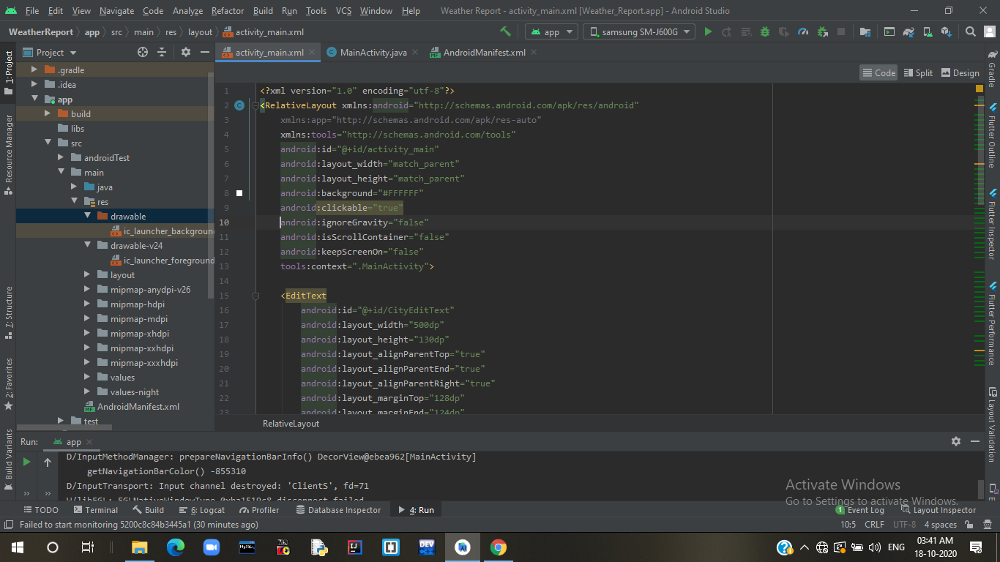 File Edit View Navigate Code Analyze Refactor Build Run Tools VCS Window Help Weather Report - activity_main.xml [Weather_Report.app] - Android Studio
WeatherReport app src main res layout activity_main.xml
app samsung SM-J600G
Project
activity_main.xml MainActivity.java AndroidManifest.xml
Code Split Design
1: Project
Resource Manager
7: Structure
2: Favorites
Build Variants
.gradle
.idea
app
build
libs
src
androidTest
main
java
res
drawable
ic_launcher_background
drawable-v24
ic_launcher_foreground
layout
mipmap-anydpi-v26
mipmap-hdpi
mipmap-mdpi
mipmap-xhdpi
mipmap-xxhdpi
mipmap-xxxhdpi
values
values-night
AndroidManifest.xml
test
1 <?xml version="1.0" encoding="utf-8"?>
2 <RelativeLayout xmlns:android="http://schemas.android.com/apk/res/android"
3 xmlns:app="http://schemas.android.com/apk/res-auto"
4 xmlns:tools="http://schemas.android.com/tools"
5 android:id="@+id/activity_main"
6 android:layout_width="match_parent"
7 android:layout_height="match_parent"
8 android:background="#FFFFFF"
9 android:clickable="true"
10 android:ignoreGravity="false"
11 android:isScrollContainer="false"
12 android:keepScreenOn="false"
13 tools:context=".MainActivity">
14
15 <EditText
16 android:id="@+id/CityEditText"
17 android:layout_width="500dp"
18 android:layout_height="130dp"
19 android:layout_alignParentTop="true"
20 android:layout_alignParentEnd="true"
21 android:layout_alignParentRight="true"
22 android:layout_marginTop="128dp"
23 android:layout_marginEnd="124dp"
RelativeLayout
Gradle
Flutter Outline
Flutter Inspector
Flutter Performance
Layout Validation
Run: app
D/InputMethodManager: prepareNavigationBarInfo() DecorView@ebea962[MainActivity]
getNavigationBarColor() -855310
D/InputTransport: Input channel destroyed: 'ClientS', fd=71
W/libEGL: EGLNativeWindowType 0xba1519c8 disconnect failed
Activate Windows
Go to Settings to activate Windows.
TODO Terminal Build 6: Logcat Profiler Database Inspector 4: Run 1 Event Log Layout Inspector
Failed to start monitoring 5200c8c84b3445a1 (30 minutes ago) 10:5 CRLF UTF-8 4 spaces
ENG 03:41 AM
18-10-2020